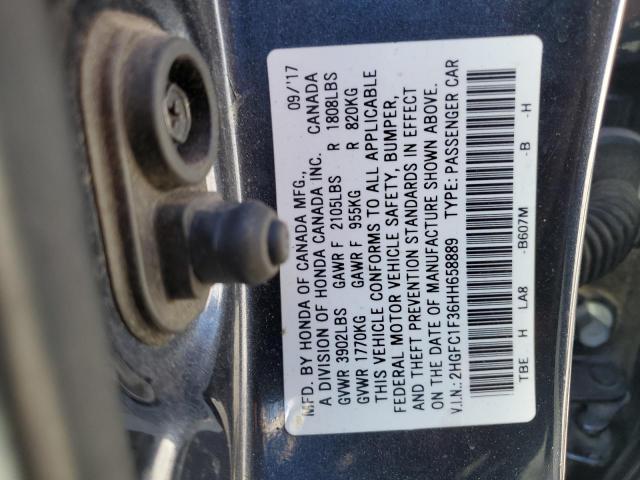 MFD. BY HONDA OF CANADA MFG., 09/'17
A DIVISION OF HONDA CANADA INC. CANADA
GVWR 3902LBS GAWR F 2105LBS R 1808LBS
GVWR 1770KG GAWR F 955KG R 820KG
THIS VEHICLE CONFORMS TO ALL APPLICABLE
FEDERAL MOTOR VEHICLE SAFETY, BUMPER,
AND THEFT PREVENTION STANDARDS IN EFFECT
ON THE DATE OF MANUFACTURE SHOWN ABOVE.
V.I.N.: 2HGFC1F36HH658889 TYPE: PASSENGER CAR
TBE H LA8 -B607M -B -H